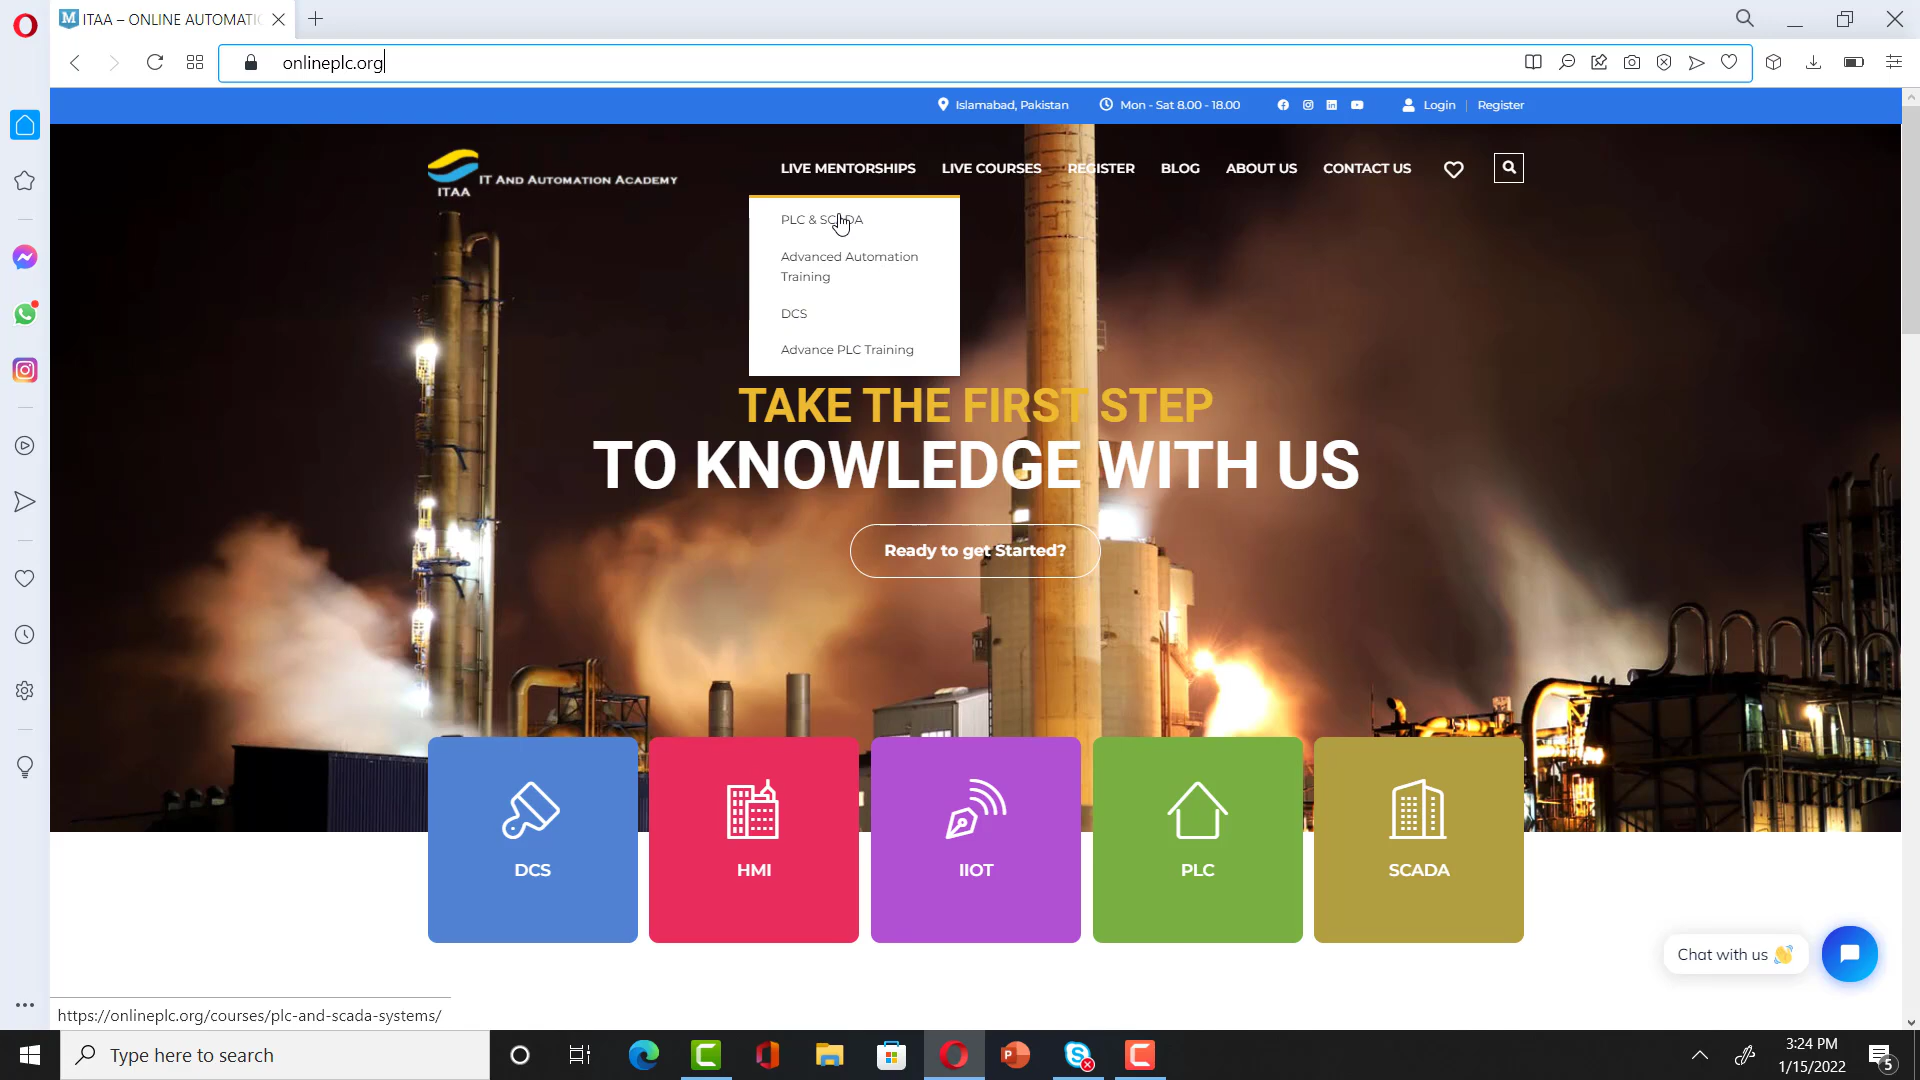 ITAA – ONLINE AUTOMATIC
onlineplc.org
Islamabad, Pakistan
Mon - Sat 8.00 - 18.00
Login | Register
ITAA
IT AND AUTOMATION ACADEMY
LIVE MENTORSHIPS
LIVE COURSES
REGISTER
BLOG
ABOUT US
CONTACT US
PLC & SCADA
Advanced Automation
Training
DCS
Advance PLC Training
TAKE THE FIRST STEP
TO KNOWLEDGE WITH US
Ready to get Started?
DCS
HMI
IIOT
PLC
SCADA
Chat with us 👋
https://onlineplc.org/courses/plc-and-scada-systems/
Type here to search
3:24 PM
1/15/2022
5